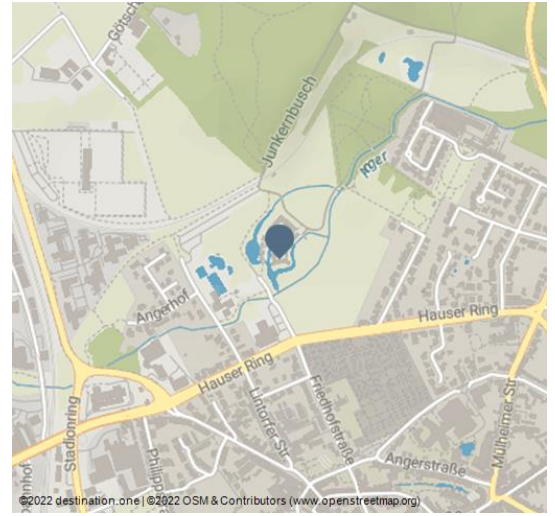 Götsch
Junkernbusch
Anger
Angerhof
Hauser Ring
Hauser Ring
Stadionring
Lintorfer Str
Friedhofstraße
Mülheimer Str
Angerstraße
Philipp
©2022 destination.one | ©2022 OSM & Contributors (www.openstreetmap.org)